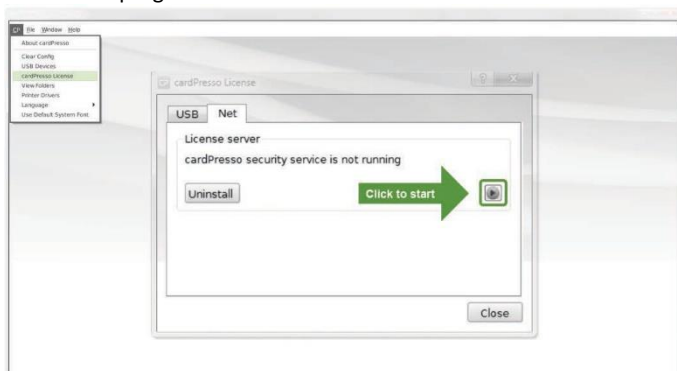 CP File Window Help
About cardPresso
Clear Config
USB Devices
cardPresso License
View Folders
Printer Drivers
Language
Use Default System Font
cardPresso License
USB Net
License server
cardPresso security service is not running
Uninstall Click to start
Close